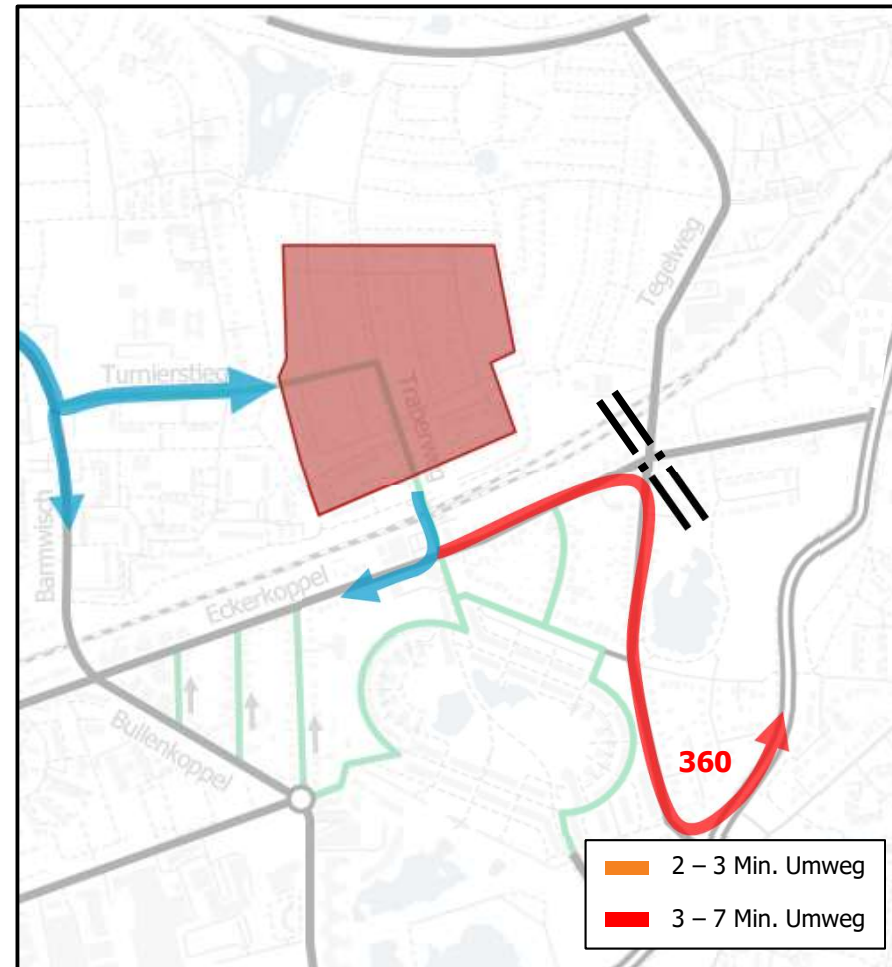 Tegelweg
Turnierstieg
Traberweg
Barmwisch
Eckerkoppel
Bullenkoppel
360
2 – 3 Min. Umweg
3 – 7 Min. Umweg